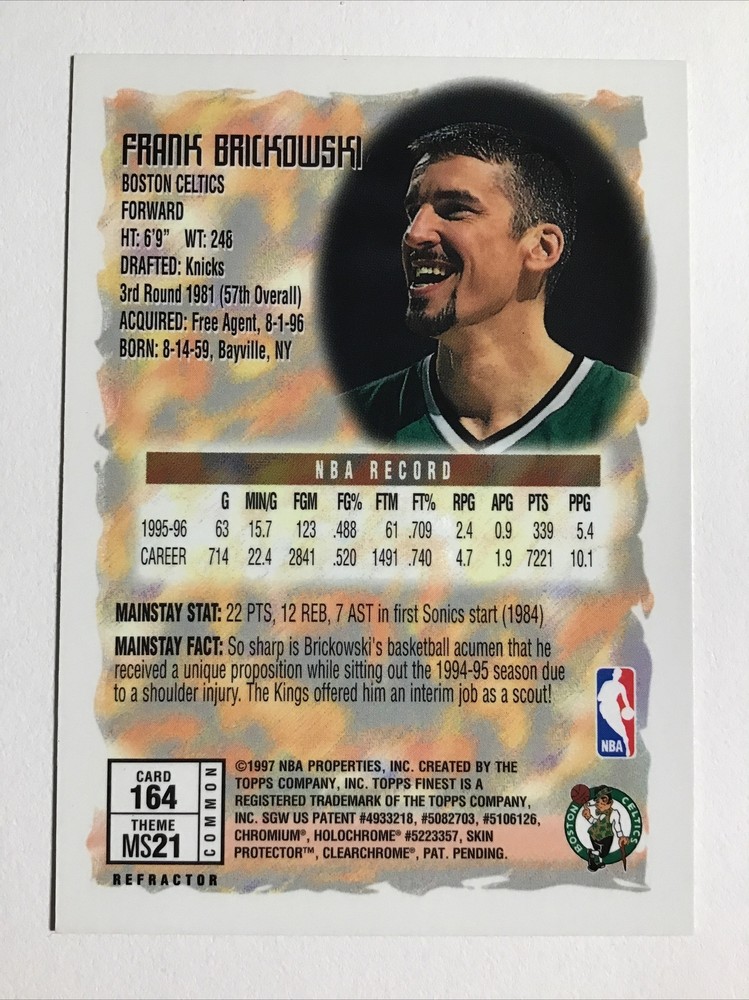 FRANK BRICKOWSKI
BOSTON CELTICS
FORWARD
HT: 6'9" WT: 248
DRAFTED: Knicks
3rd Round 1981 (57th Overall)
ACQUIRED: Free Agent, 8-1-96
BORN: 8-14-59, Bayville, NY
NBA RECORD
G MIN/G FGM FG% FTM FT% RPG APG PTS PPG
1995-96 63 15.7 123 .488 61 .709 2.4 0.9 339 5.4
CAREER 714 22.4 2841 .520 1491 .740 4.7 1.9 7221 10.1
MAINSTAY STAT: 22 PTS, 12 REB, 7 AST in first Sonics start (1984)
MAINSTAY FACT: So sharp is Brickowski's basketball acumen that he
received a unique proposition while sitting out the 1994-95 season due
to a shoulder injury. The Kings offered him an interim job as a scout!
NBA
CARD
164
THEME
MS21
COMMON
REFRACTOR
©1997 NBA PROPERTIES, INC. CREATED BY THE
TOPPS COMPANY, INC. TOPPS FINEST IS A
REGISTERED TRADEMARK OF THE TOPPS COMPANY,
INC. SGW US PATENT #4933218, #5082703, #5106126,
CHROMIUM®, HOLOCHROME® #5223357, SKIN
PROTECTOR™, CLEARCHROME®, PAT. PENDING.
BOSTON CELTICS